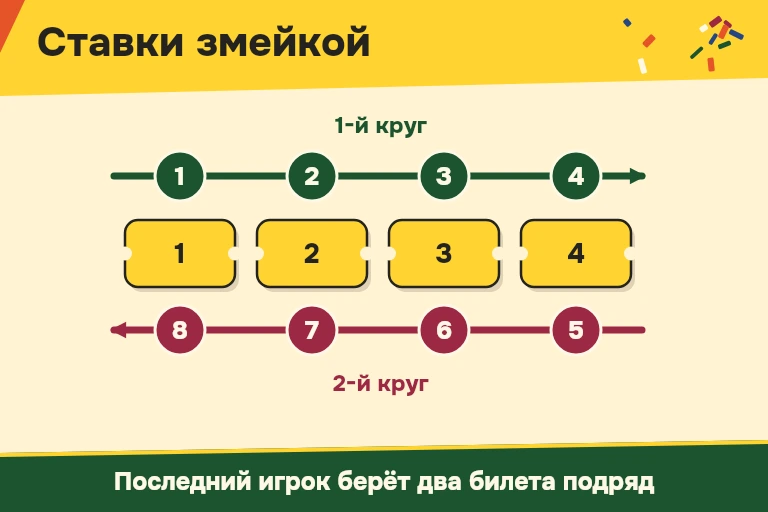 Ставки змейкой
1-й круг
1 2 3 4
1 2 3 4
8 7 6 5
2-й круг
Последний игрок берёт два билета подряд